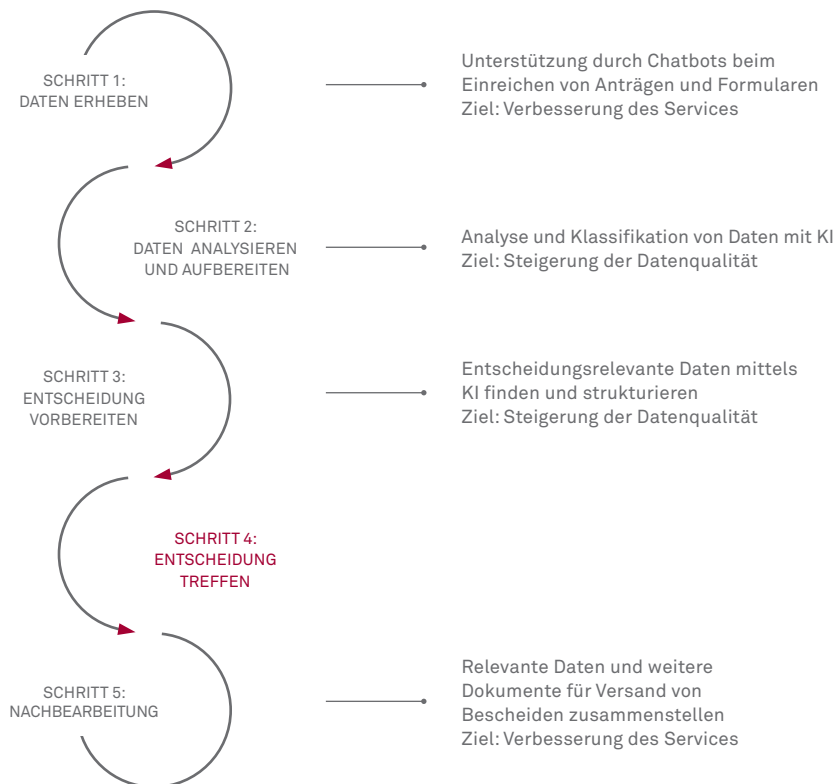 SCHRITT 1:
DATEN ERHEBEN
Unterstützung durch Chatbots beim
Einreichen von Anträgen und Formularen
Ziel: Verbesserung des Services
SCHRITT 2:
DATEN ANALYSIEREN
UND AUFBEREITEN
Analyse und Klassifikation von Daten mit KI
Ziel: Steigerung der Datenqualität
SCHRITT 3:
ENTSCHEIDUNG
VORBEREITEN
Entscheidungsrelevante Daten mittels
KI finden und strukturieren
Ziel: Steigerung der Datenqualität
SCHRITT 4:
ENTSCHEIDUNG
TREFFEN
SCHRITT 5:
NACHBEARBEITUNG
Relevante Daten und weitere
Dokumente für Versand von
Bescheiden zusammenstellen
Ziel: Verbesserung des Services